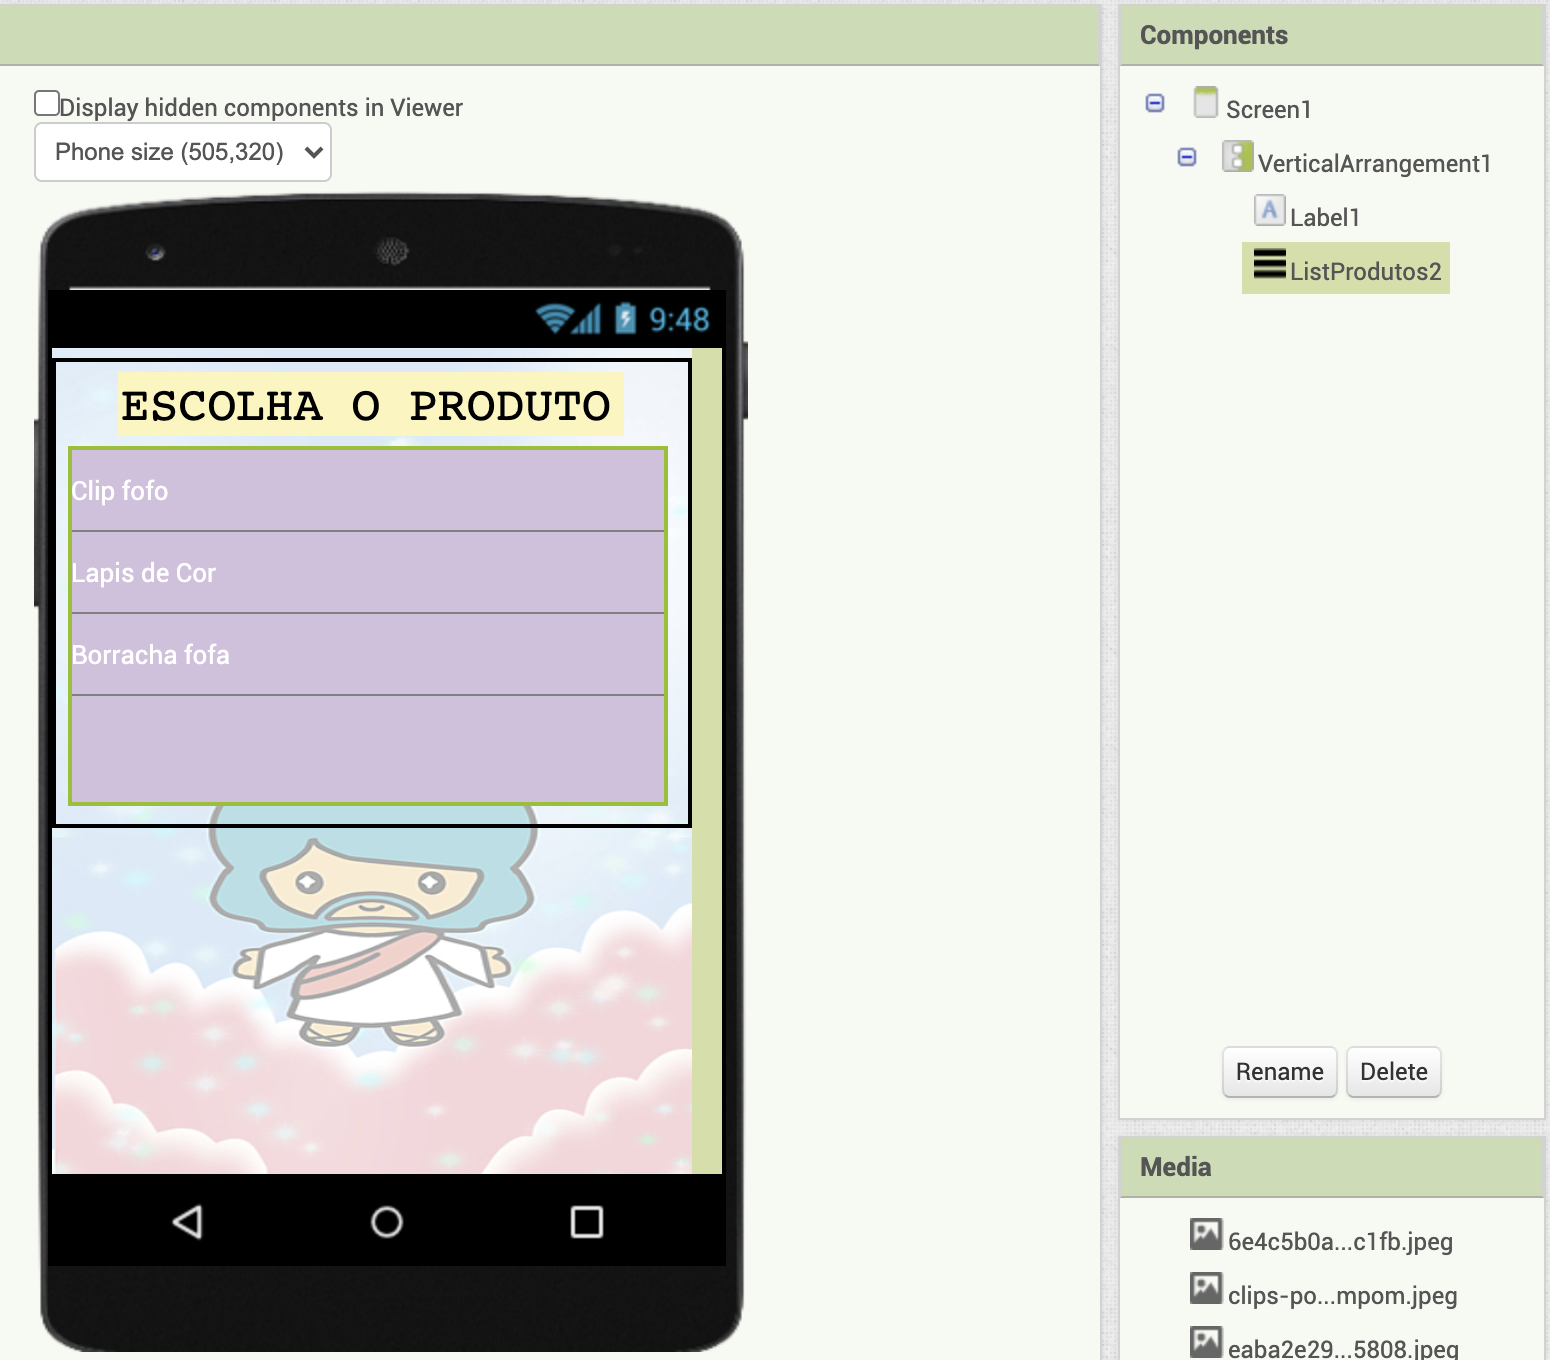 Display hidden components in Viewer
Phone size (505,320)
9:48
ESCOLHA O PRODUTO
Clip fofo
Lapis de Cor
Borracha fofa
Components
Screen1
VerticalArrangement1
A Label1
ListProdutos2
Rename Delete
Media
6e4c5b0a...c1fb.jpeg
clips-po...mpom.jpeg
eaba2e29...5808.jpeg